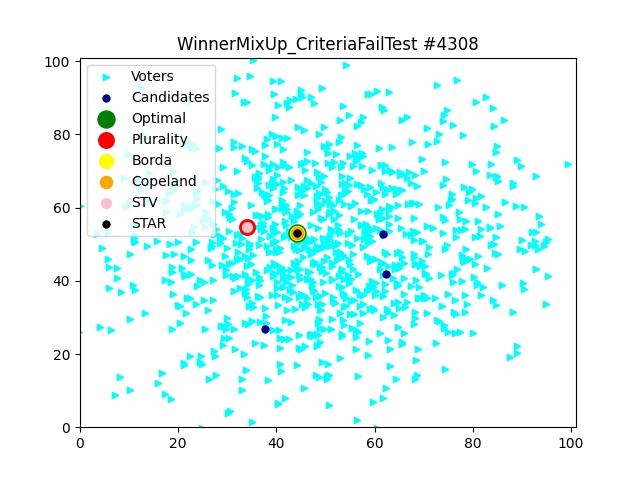 WinnerMixUp_CriteriaFailTest #4308
100
80
60
40
20
0
Voters
Candidates
Optimal
Plurality
Borda
Copeland
STV
STAR
0 20 40 60 80 100